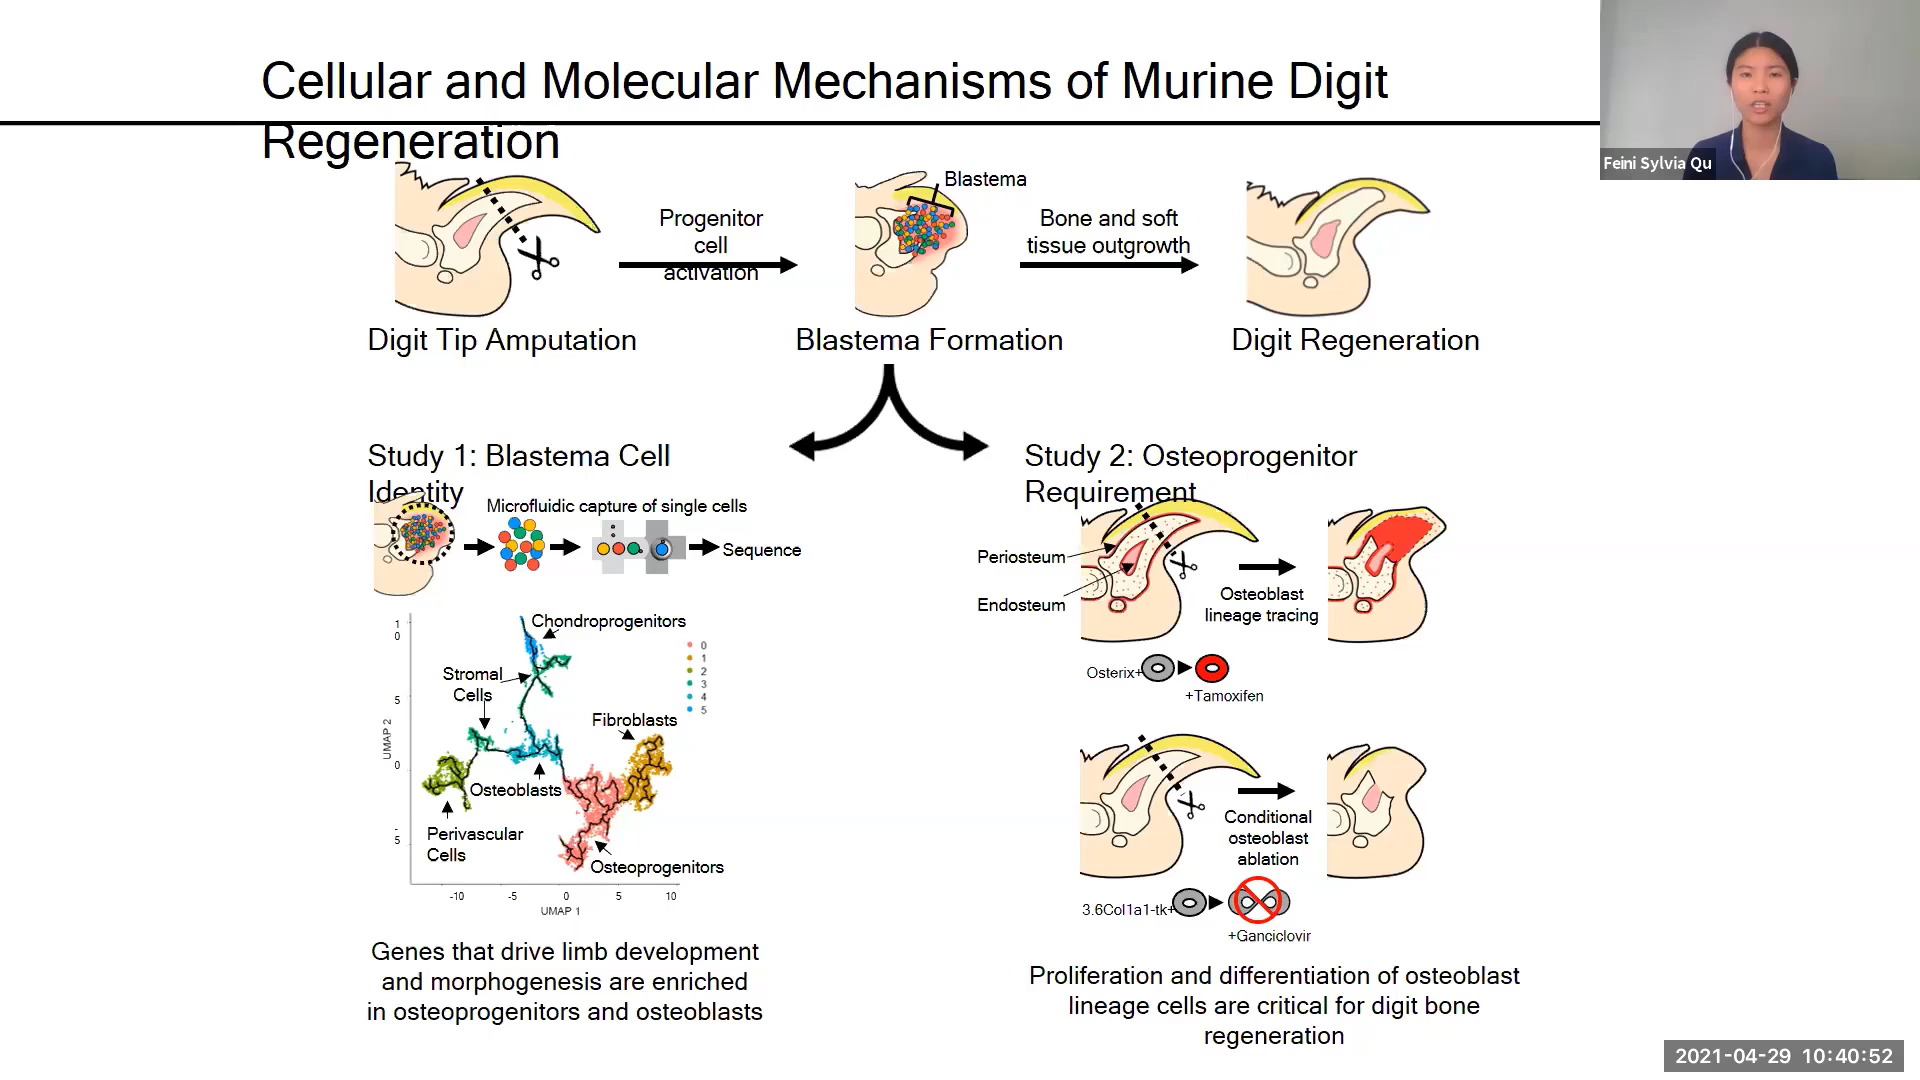 Cellular and Molecular Mechanisms of Murine Digit
Regeneration
Feini Sylvia Qu
Blastema
Progenitor
cell
activation
Bone and soft
tissue outgrowth
Digit Tip Amputation
Blastema Formation
Digit Regeneration
Study 1: Blastema Cell
Identity
Microfluidic capture of single cells
Sequence
Chondroprogenitors
Stromal
Cells
Fibroblasts
Osteoblasts
Perivascular
Cells
Osteoprogenitors
0
1
2
3
4
5
1
0
5
0
-
5
UMAP 2
-10
-5
0
5
10
UMAP 1
Genes that drive limb development
and morphogenesis are enriched
in osteoprogenitors and osteoblasts
Study 2: Osteoprogenitor
Requirement
Periosteum
Endosteum
Osteoblast
lineage tracing
Osterix+
+Tamoxifen
Conditional
osteoblast
ablation
3.6Col1a1-tk+
+Ganciclovir
Proliferation and differentiation of osteoblast
lineage cells are critical for digit bone
regeneration
2021-04-29 10:40:52